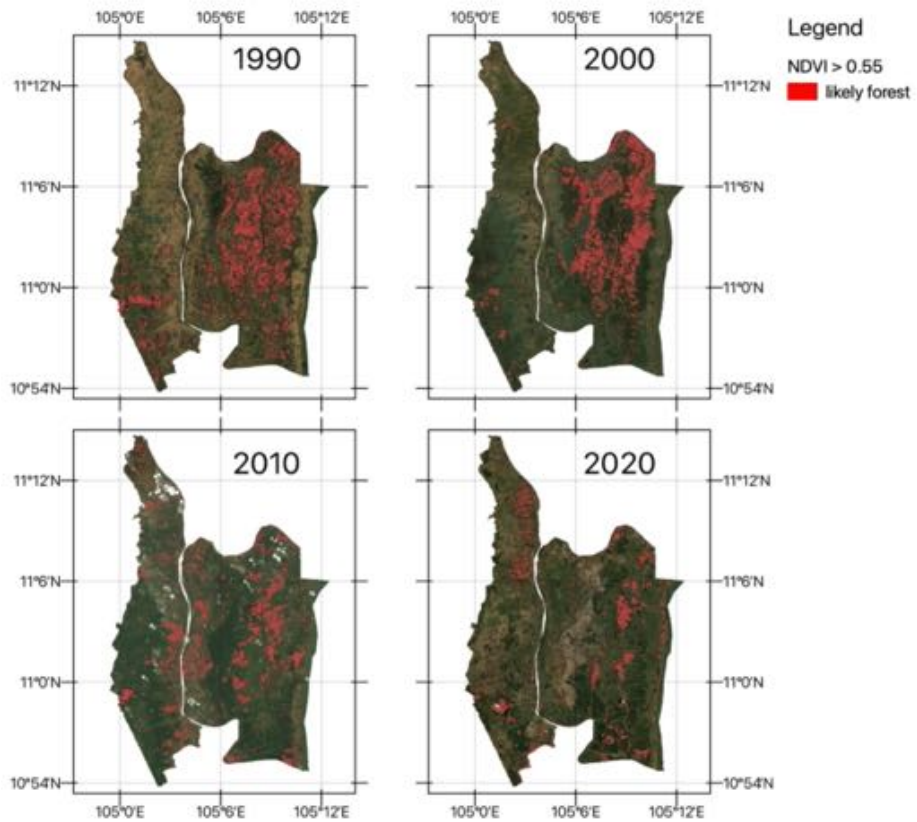 105°0'E 105°6'E 105°12'E 105°0'E 105°6'E 105°12'E
Legend
1990 2000
NDVI > 0.55
likely forest
11°12'N 11°12'N
11°6'N 11°6'N
11°0'N 11°0'N
10°54'N 10°54'N
2010 2020
11°12'N 11°12'N
11°6'N 11°6'N
11°0'N 11°0'N
10°54'N 10°54'N
105°0'E 105°6'E 105°12'E 105°0'E 105°6'E 105°12'E